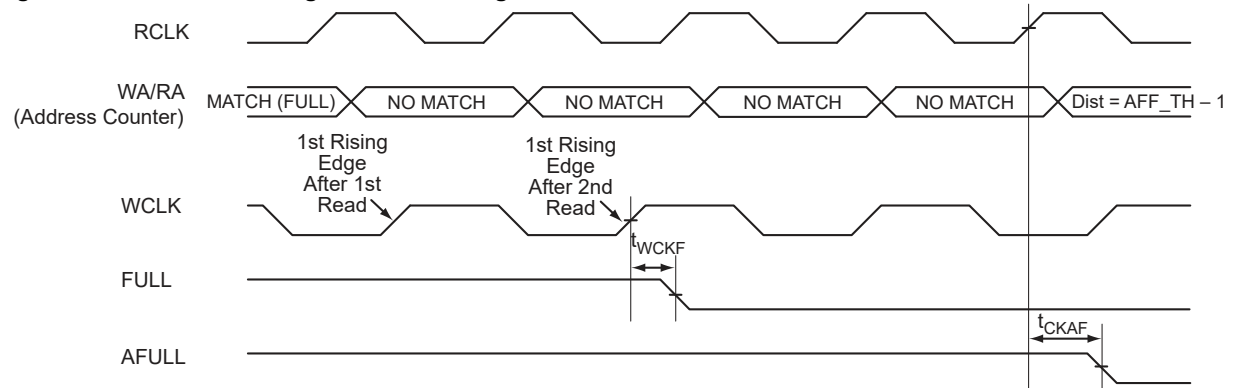 RCLK
WA/RA
(Address Counter)
MATCH (FULL) NO MATCH NO MATCH NO MATCH NO MATCH Dist = AFF_TH – 1
1st Rising
Edge
After 1st
Read
1st Rising
Edge
After 2nd
Read
WCLK
tWCKF
FULL
tCKAF
AFULL